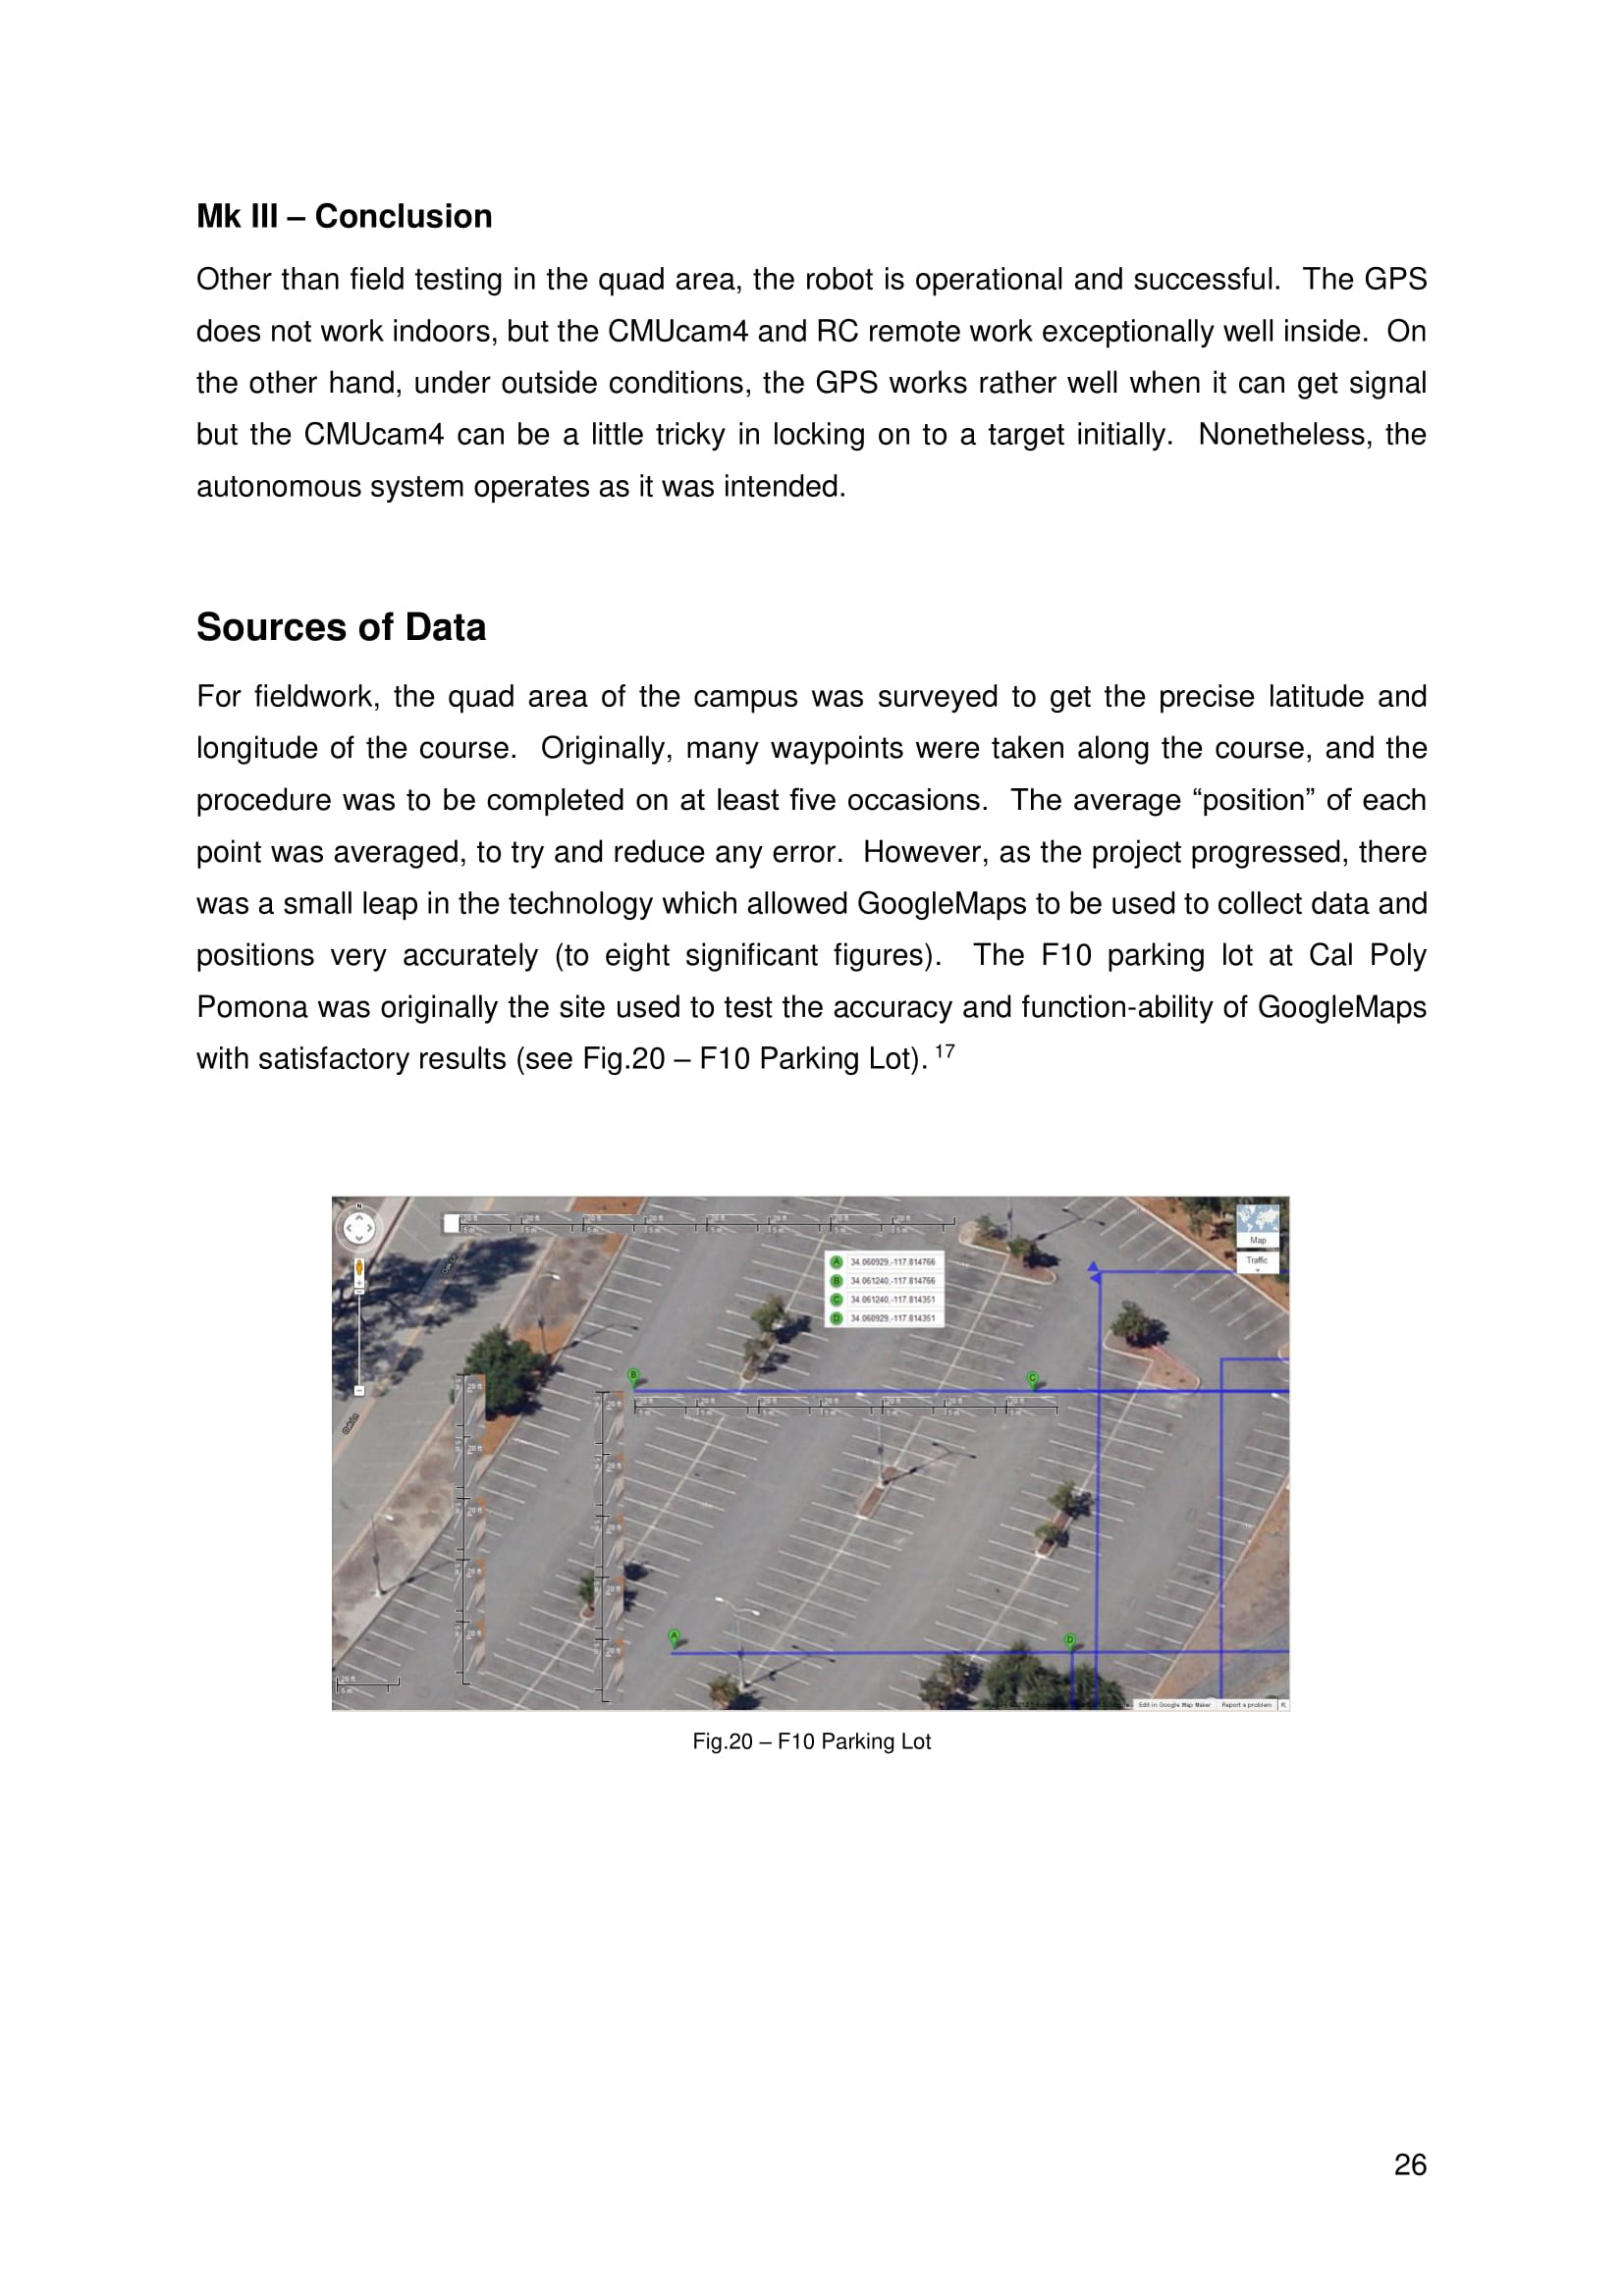 Mk III – Conclusion
Other than field testing in the quad area, the robot is operational and successful.  The GPS
does not work indoors, but the CMUcam4 and RC remote work exceptionally well inside.  On
the other hand, under outside conditions, the GPS works rather well when it can get signal
but the CMUcam4 can be a little tricky in locking on to a target initially.  Nonetheless, the
autonomous system operates as it was intended.
Sources of Data
For fieldwork, the quad area of the campus was surveyed to get the precise latitude and
longitude of the course.  Originally, many waypoints were taken along the course, and the
procedure was to be completed on at least five occasions.  The average “position” of each
point was averaged, to try and reduce any error.  However, as the project progressed, there
was a small leap in the technology which allowed GoogleMaps to be used to collect data and
positions very accurately (to eight significant figures).  The F10 parking lot at Cal Poly
Pomona was originally the site used to test the accuracy and function-ability of GoogleMaps
with satisfactory results (see Fig.20 – F10 Parking Lot). 17
N
Map
Traffic
A 34.060929,-117.814766
B 34.061240,-117.814766
C 34.061240,-117.814351
D 34.060929,-117.814351
B
C
A
D
20 ft
5 m
Edit in Google Map Maker Report a problem
Fig.20 – F10 Parking Lot
26